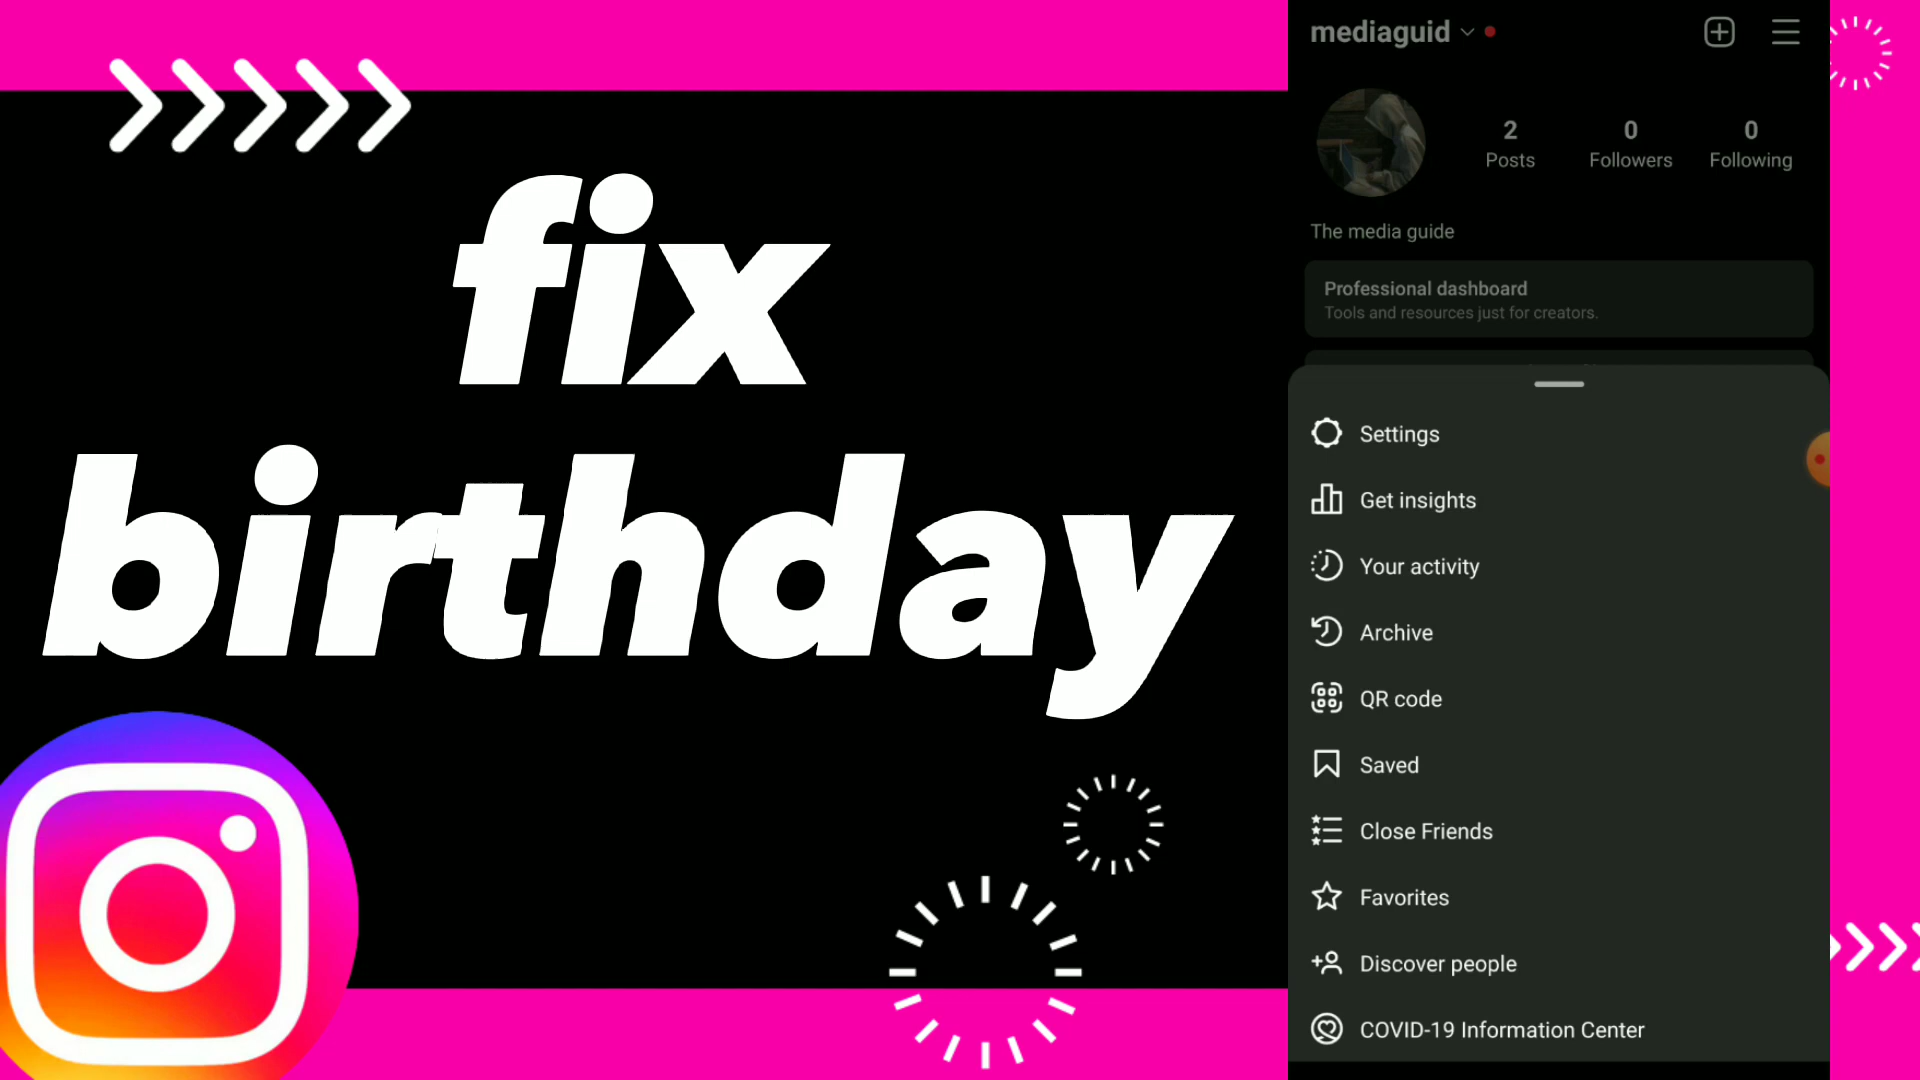 fix
birthday
mediaguid
2 0 0
Posts Followers Following
The media guide
Professional dashboard
Tools and resources just for creators.
Settings
Get insights
Your activity
Archive
QR code
Saved
Close Friends
Favorites
Discover people
COVID-19 Information Center